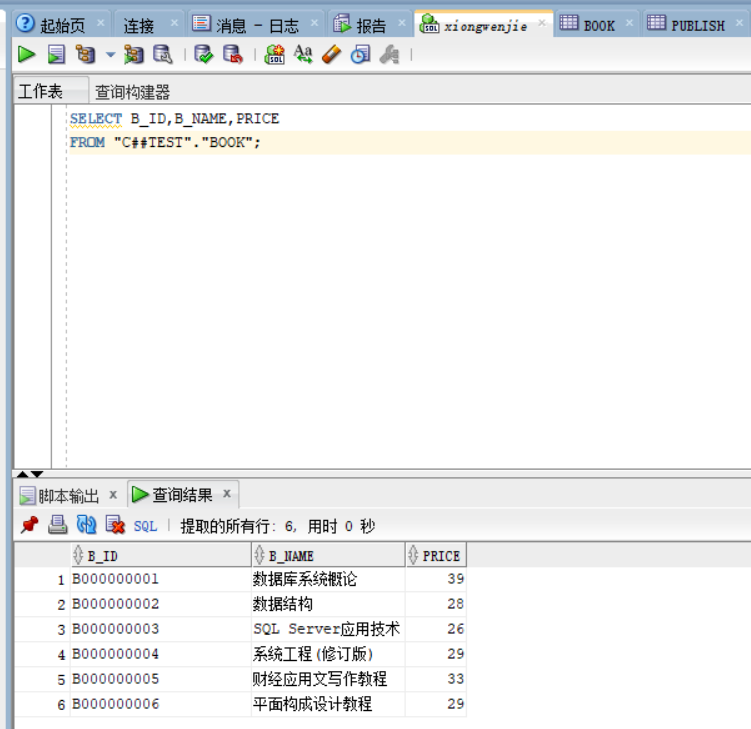 起始页 连接 消息 - 日志 报告 xiongwenjie BOOK PUBLISH
工作表 查询构建器
SELECT B_ID,B_NAME,PRICE
FROM "C##TEST"."BOOK";
脚本输出 x 查询结果 x
SQL | 提取的所有行: 6, 用时 0 秒
B_ID B_NAME PRICE
1 B000000001 数据库系统概论 39
2 B000000002 数据结构 28
3 B000000003 SQL Server应用技术 26
4 B000000004 系统工程(修订版) 29
5 B000000005 财经应用文写作教程 33
6 B000000006 平面构成设计教程 29